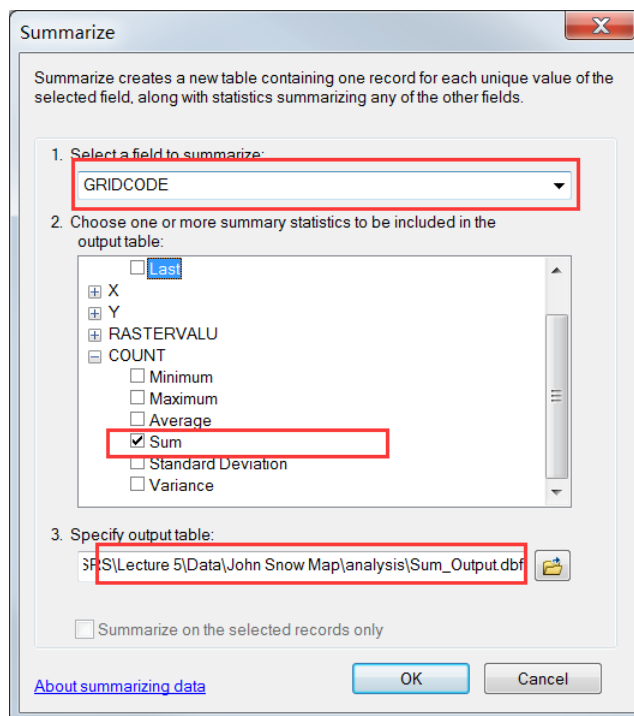 Summarize
Summarize creates a new table containing one record for each unique value of the
selected field, along with statistics summarizing any of the other fields.
1. Select a field to summarize:
GRIDCODE
2. Choose one or more summary statistics to be included in the
output table:
Last
X
Y
RASTERVALU
COUNT
Minimum
Maximum
Average
Sum
Standard Deviation
Variance
3. Specify output table:
SRS\Lecture 5\Data\John Snow Map\analysis\Sum_Output.dbf
Summarize on the selected records only
About summarizing data
OK
Cancel